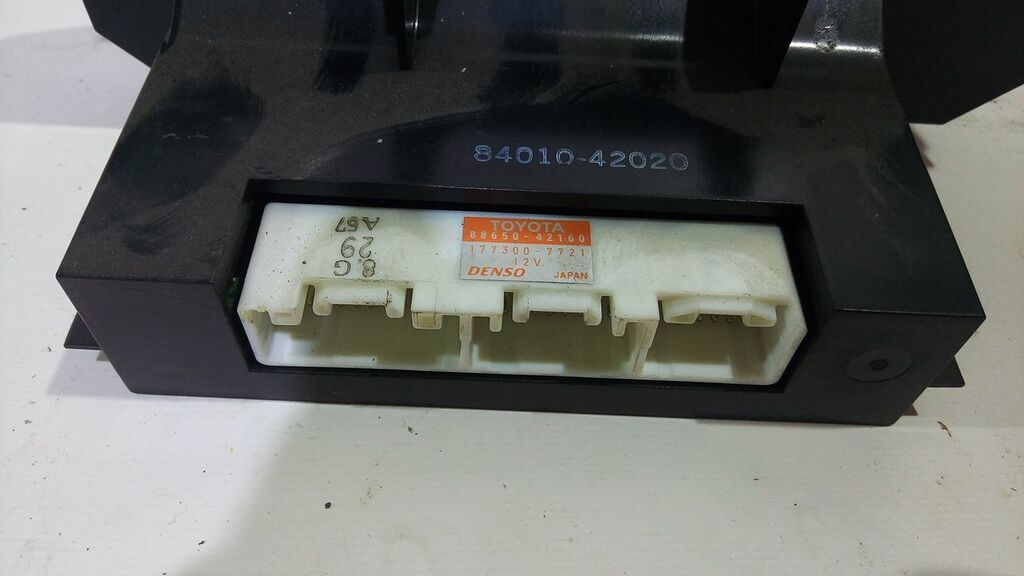 84010-42020
TOYOTA
88650-42160
177300-7721
12V.
DENSO JAPAN
8G
29
A57